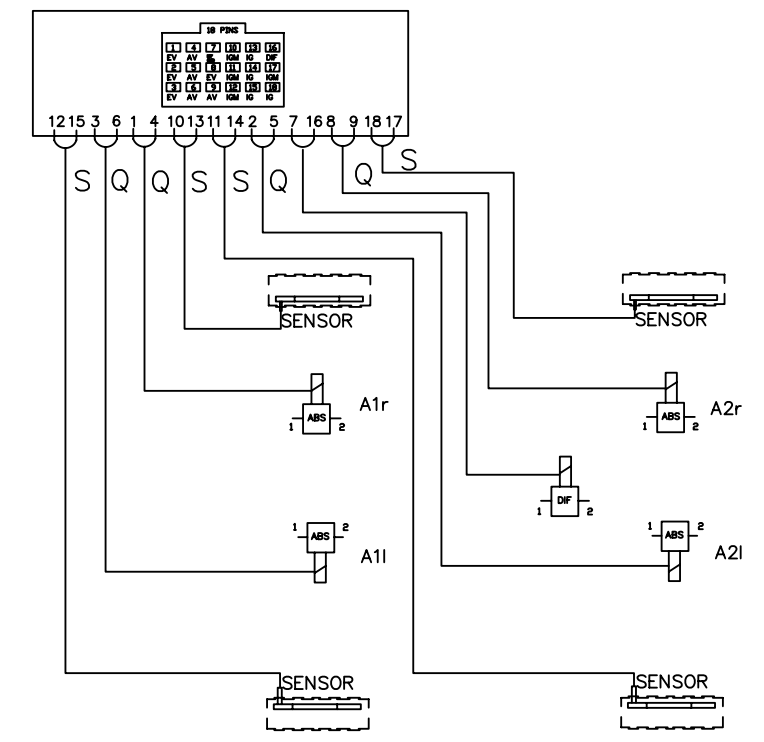 18 PINS
1 4 7 10 13 16
EV AV IGM IG DIF
2 5 8 11 14 17
EV AV EV IGM IG IGM
3 6 9 12 15 18
EV AV AV IGM IG IG
12 15 3 6 1 4 10 13 11 14 2 5 7 16 8 9 18 17
S Q Q S S Q Q S
SENSOR SENSOR
A1r A2r
ABS ABS
1 2 1 2
DIF
1 2
1 2 1 2
ABS ABS
A1l A2l
SENSOR SENSOR